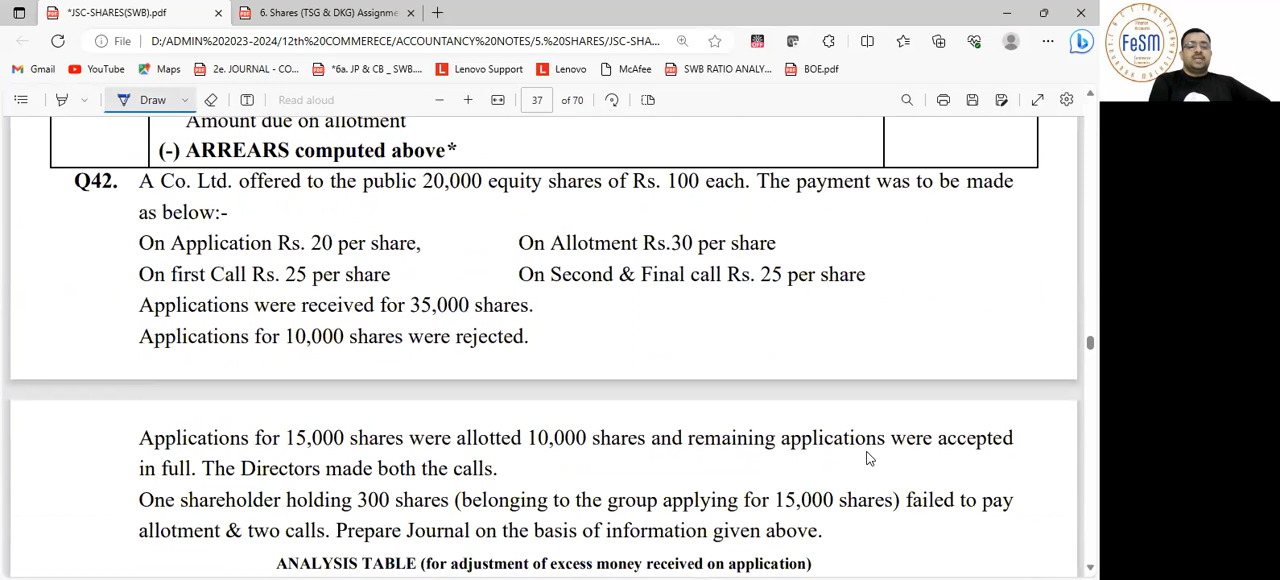 *JSC-SHARES(SWB).pdf
6. Shares (TSG & DKG) Assignme
File D:/ADMIN%202023-2024/12th%20COMMERECE/ACCOUNTANCY%20NOTES/5.%20SHARES/JSC-SHA...
OFF
Gmail YouTube Maps 2e. JOURNAL - CO... *6a. JP & CB _ SWB... Lenovo Support Lenovo McAfee SWB RATIO ANALY... BOE.pdf
Draw Read aloud 37 of 70
FeSM
Amount due on allotment
(-) ARREARS computed above*
Q42. A Co. Ltd. offered to the public 20,000 equity shares of Rs. 100 each. The payment was to be made
as below:-
On Application Rs. 20 per share, On Allotment Rs.30 per share
On first Call Rs. 25 per share On Second & Final call Rs. 25 per share
Applications were received for 35,000 shares.
Applications for 10,000 shares were rejected.
Applications for 15,000 shares were allotted 10,000 shares and remaining applications were accepted
in full. The Directors made both the calls.
One shareholder holding 300 shares (belonging to the group applying for 15,000 shares) failed to pay
allotment & two calls. Prepare Journal on the basis of information given above.
ANALYSIS TABLE (for adjustment of excess money received on application)